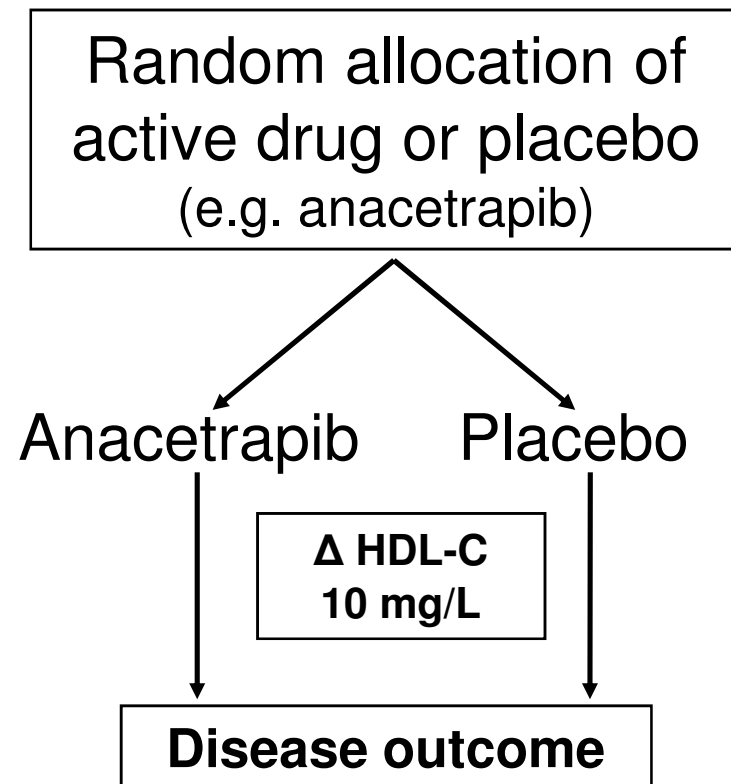 Random allocation of
active drug or placebo
(e.g. anacetrapib)
Anacetrapib Placebo
Δ HDL-C
10 mg/L
Disease outcome